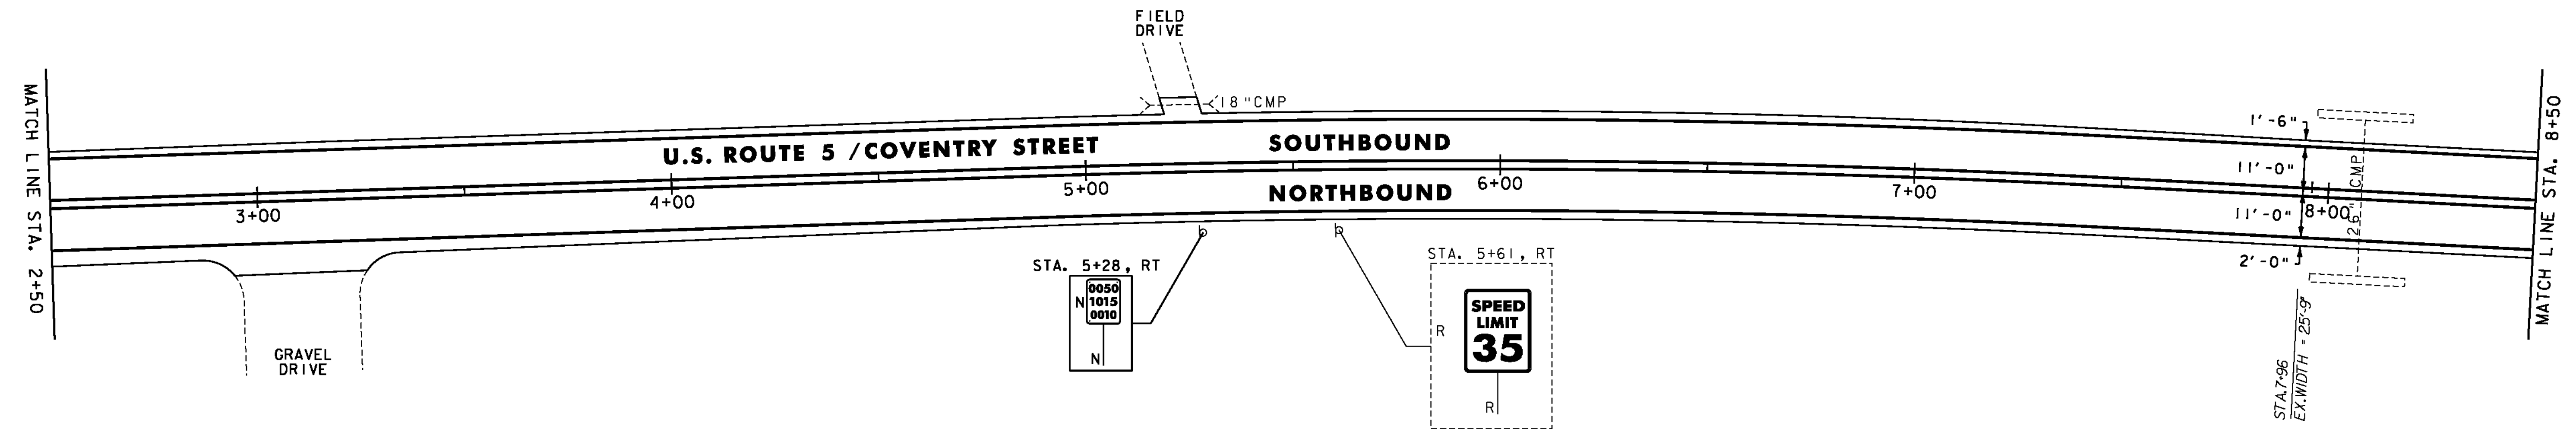 FIELD
DRIVE
18"CMP
MATCH LINE STA. 2+50
U.S. ROUTE 5 /COVENTRY STREET
SOUTHBOUND
NORTHBOUND
3+00
4+00
5+00
6+00
7+00
8+00
1'-6"
11'-0"
11'-0"
2'-0"
26" CMP
MATCH LINE STA. 8+50
STA. 5+28, RT
0050
N 1015
0010
N
STA. 5+61, RT
SPEED
LIMIT
R
35
R
GRAVEL
DRIVE
STA.7+96
EX.WIDTH = 25'-9"